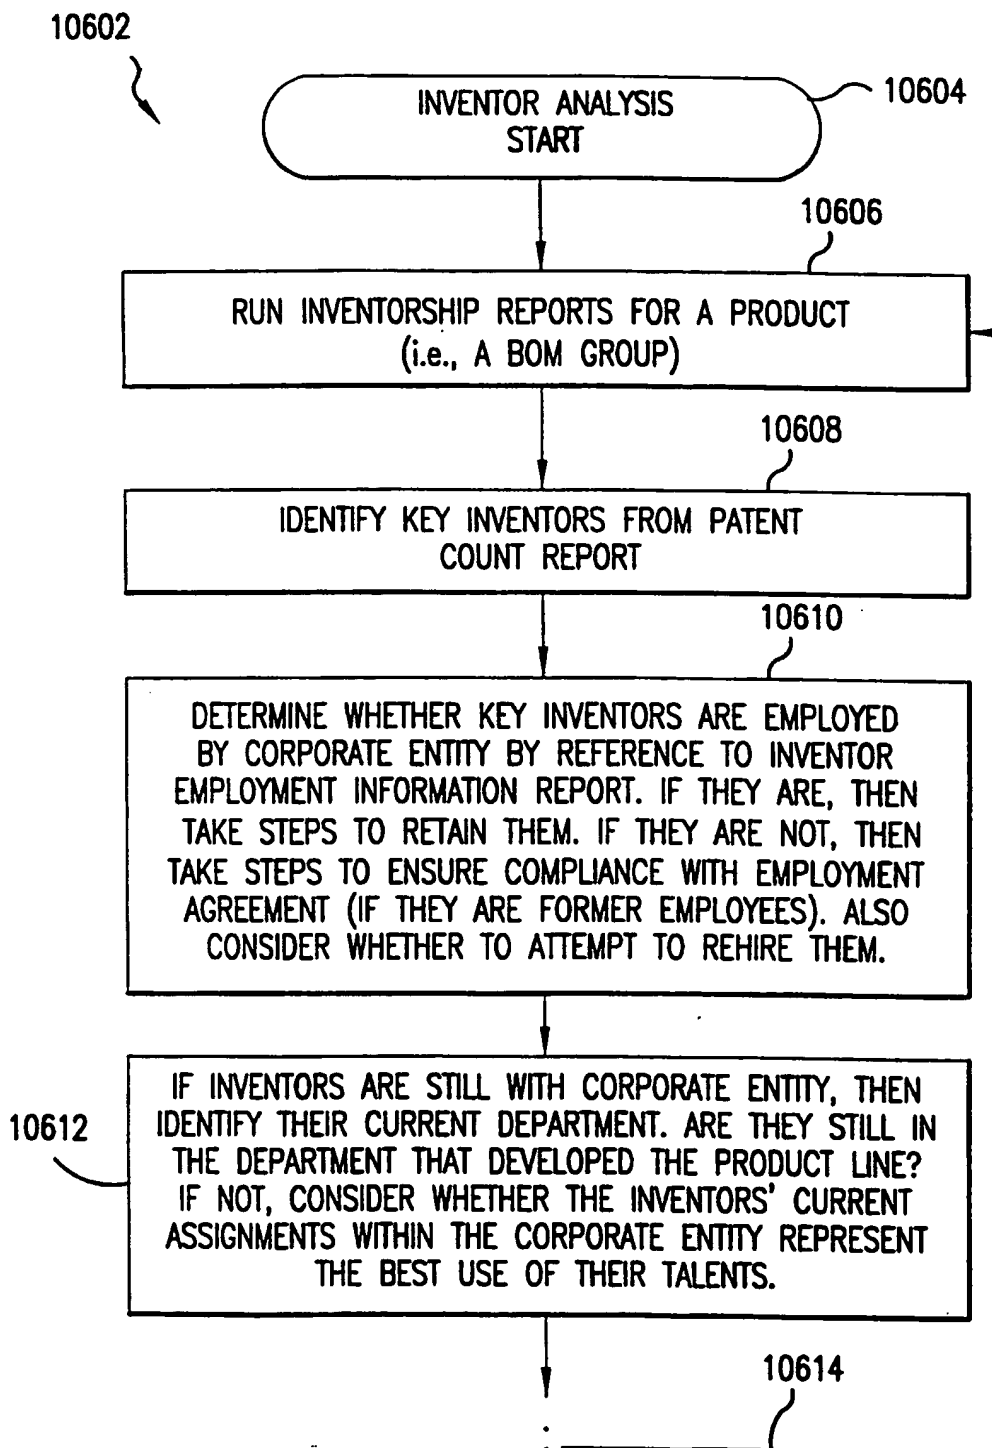 10602
INVENTOR ANALYSIS
START
10604
10606
RUN INVENTORSHIP REPORTS FOR A PRODUCT
(i.e., A BOM GROUP)
10608
IDENTIFY KEY INVENTORS FROM PATENT
COUNT REPORT
10610
DETERMINE WHETHER KEY INVENTORS ARE EMPLOYED
BY CORPORATE ENTITY BY REFERENCE TO INVENTOR
EMPLOYMENT INFORMATION REPORT. IF THEY ARE, THEN
TAKE STEPS TO RETAIN THEM. IF THEY ARE NOT, THEN
TAKE STEPS TO ENSURE COMPLIANCE WITH EMPLOYMENT
AGREEMENT (IF THEY ARE FORMER EMPLOYEES). ALSO
CONSIDER WHETHER TO ATTEMPT TO REHIRE THEM.
10612
IF INVENTORS ARE STILL WITH CORPORATE ENTITY, THEN
IDENTIFY THEIR CURRENT DEPARTMENT. ARE THEY STILL IN
THE DEPARTMENT THAT DEVELOPED THE PRODUCT LINE?
IF NOT, CONSIDER WHETHER THE INVENTORS' CURRENT
ASSIGNMENTS WITHIN THE CORPORATE ENTITY REPRESENT
THE BEST USE OF THEIR TALENTS.
10614